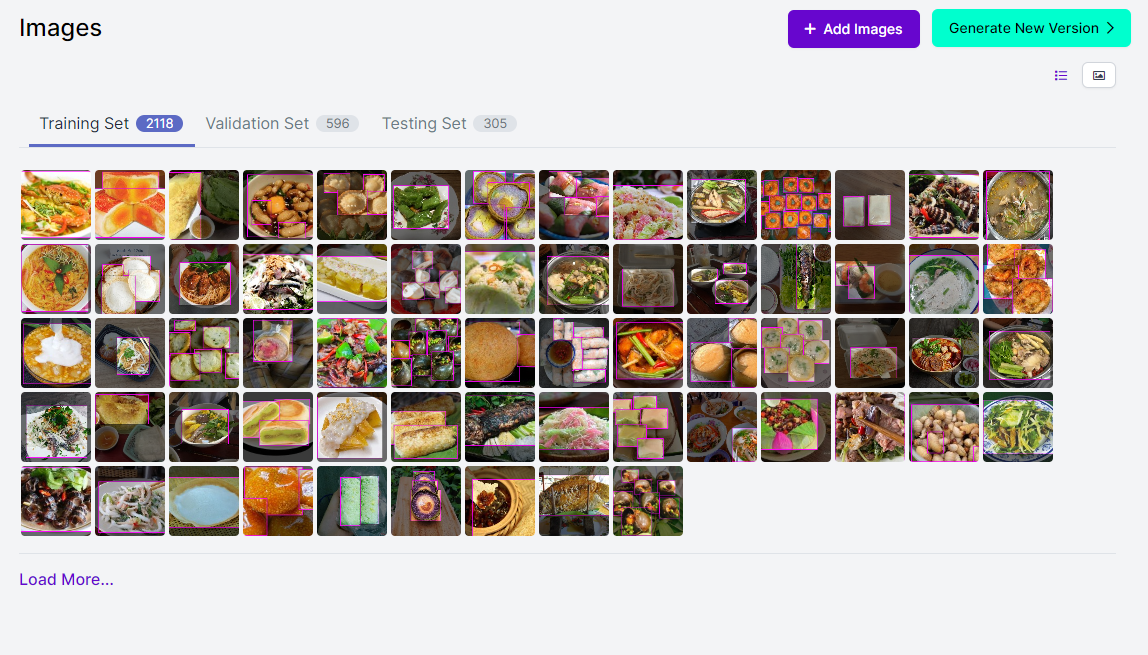 Images
+ Add Images
Generate New Version >
Training Set 2118
Validation Set 596
Testing Set 305
Load More...